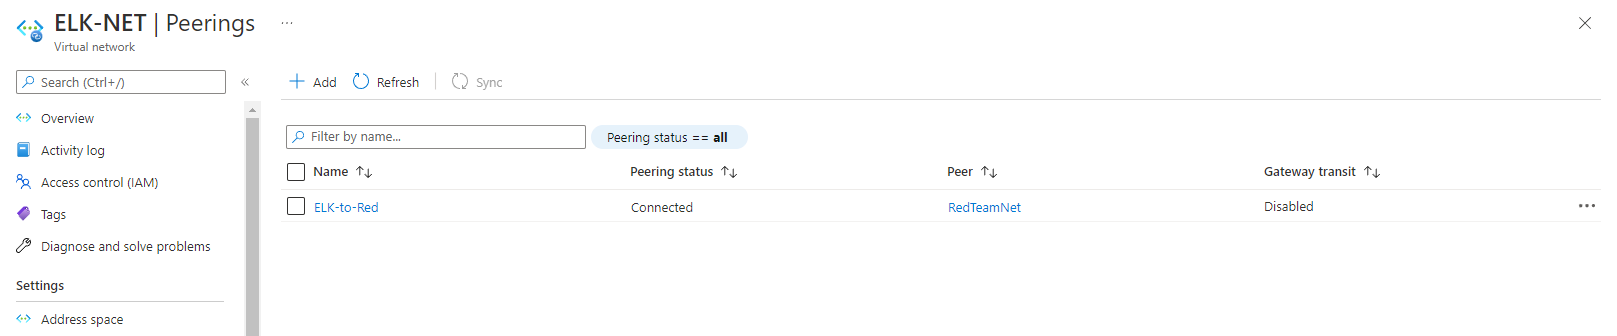 ELK-NET | Peerings ...
Virtual network
Search (Ctrl+/) «
Overview
Activity log
Access control (IAM)
Tags
Diagnose and solve problems
Settings
Address space
Add Refresh Sync
Filter by name... Peering status == all
Name Peering status Peer Gateway transit
ELK-to-Red Connected RedTeamNet Disabled ...